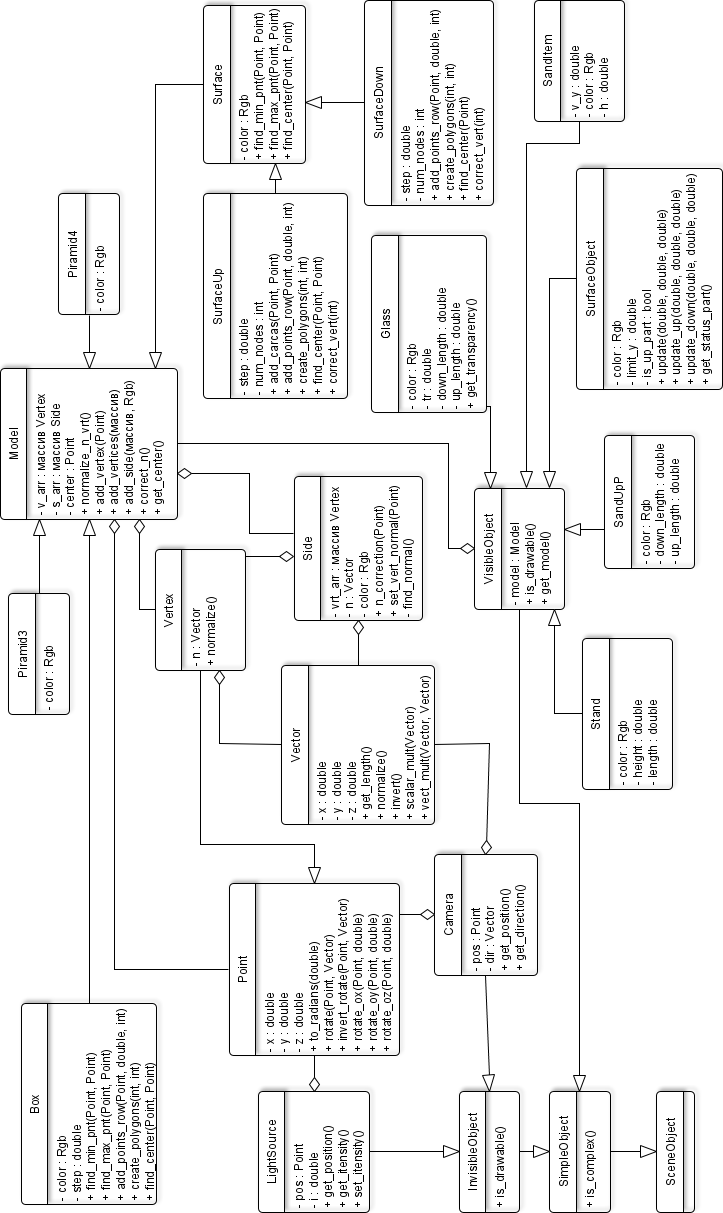 Surface
- color : Rgb
+ find_min_pnt(Point, Point)
+ find_max_pnt(Point, Point)
+ find_center(Point, Point)
SurfaceDown
- step : double
- num_nodes : int
+ add_points_row(Point, double, int)
+ create_polygons(int, int)
+ find_center(Point)
+ correct_vert(int)
SandItem
- v_y : double
- color : Rgb
- h : double
Piramid4
- color : Rgb
SurfaceUp
- step : double
- num_nodes : int
+ add_carcas(Point, Point)
+ add_points_row(Point, double, int)
+ create_polygons(int, int)
+ find_center(Point, Point)
+ correct_vert(int)
Glass
- color : Rgb
- tr : double
- down_length : double
- up_length : double
+ get_transparency()
SurfaceObject
- color : Rgb
- limit_y : double
- is_up_part : bool
+ update(double, double, double)
+ update_up(double, double, double)
+ update_down(double, double, double)
+ get_status_part()
Model
- v_arr : массив Vertex
- s_arr : массив Side
- center : Point
+ normalize_n_vrt()
+ add_vertex(Point)
+ add_vertices(массив)
+ add_side(массив, Rgb)
+ correct_n()
+ get_center()
Side
- vrt_arr : массив Vertex
- n : Vector
- color : Rgb
+ n_correction(Point)
+ set_vert_normal(Point)
- find_normal()
VisibleObject
- model : Model
+ is_drawable()
+ get_model()
SandUpP
- color : Rgb
- down_length : double
- up_length : double
Piramid3
- color : Rgb
Vertex
- n : Vector
+ normalize()
Vector
- x : double
- y : double
- z : double
+ get_length()
+ normalize()
+ invert()
+ scalar_mult(Vector)
+ vect_mult(Vector, Vector)
Stand
- color : Rgb
- height : double
- length : double
Point
- x : double
- y : double
- z : double
+ to_radians(double)
+ rotate(Point, Vector)
+ invert_rotate(Point, Vector)
+ rotate_ox(Point, double)
+ rotate_oy(Point, double)
+ rotate_oz(Point, double)
Camera
- pos : Point
- dir : Vector
+ get_position()
+ get_direction()
Box
- color : Rgb
- step : double
+ find_min_pnt(Point, Point)
+ find_max_pnt(Point, Point)
+ add_points_row(Point, double, int)
+ create_polygons(int, int)
+ find_center(Point, Point)
LightSource
- pos : Point
- i : double
+ get_position()
+ get_itensity()
+ set_itensity()
InvisibleObject
+ is_drawable()
SimpleObject
+ is_complex()
SceneObject